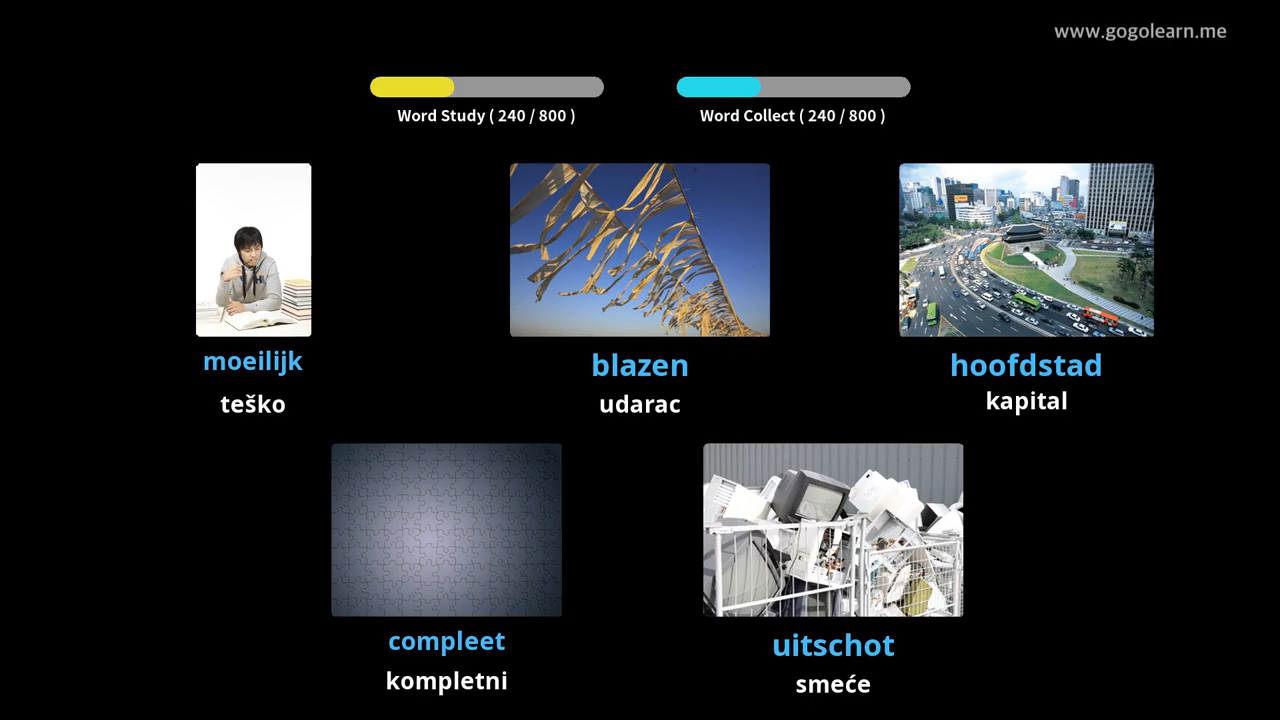 www.gogolearn.me
Word Study ( 240 / 800 )
Word Collect ( 240 / 800 )
moeilijk
teško
blazen
udarac
hoofdstad
kapital
compleet
kompletni
uitschot
smeće